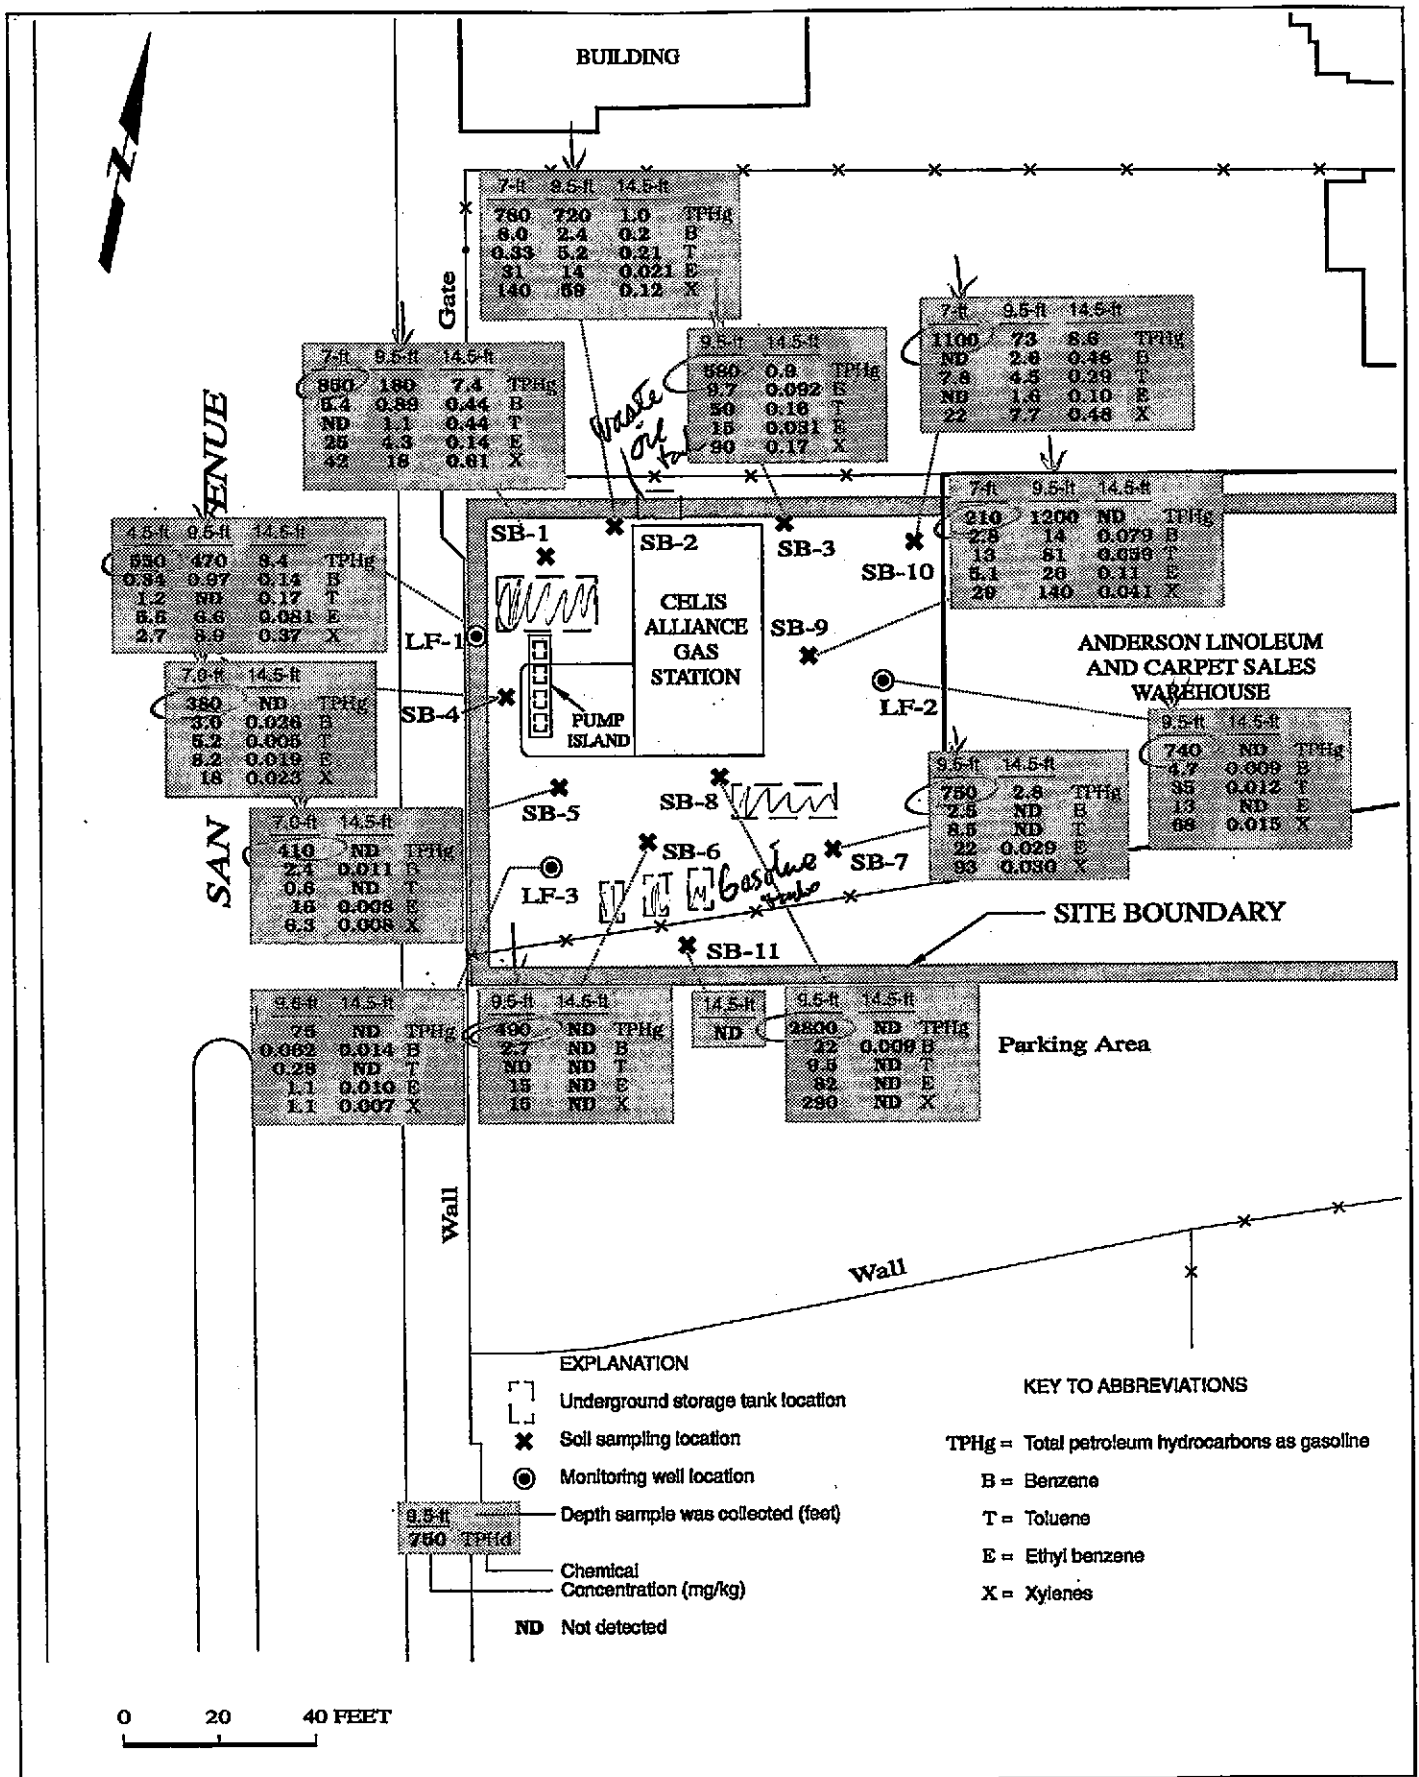 BUILDING
7-ft 9.5-ft 14.5-ft
780 720 1.0 TPHg
8.0 2.4 0.2 B
0.33 5.2 0.21 T
31 14 0.021 E
140 59 0.12 X
Gate
7-ft 9.5-ft 14.5-ft
1100 73 8.6 TPHg
ND 2.6 0.46 B
7.8 4.5 0.39 T
ND 1.6 0.10 E
22 7.7 0.48 X
9.5-ft 14.5-ft
580 0.9 TPHg
9.7 0.092 B
50 0.16 T
15 0.031 E
90 0.17 X
7-ft 9.5-ft 14.5-ft
850 180 7.4 TPHg
5.4 0.89 0.44 B
ND 1.1 0.44 T
25 4.3 0.14 E
42 18 0.61 X
waste
oil
ENUE
7-ft 9.5-ft 14.5-ft
210 1200 ND TPHg
2.8 14 0.079 B
13 81 0.059 T
5.1 26 0.11 E
29 140 0.041 X
4.5-ft 9.5-ft 14.5-ft
550 470 3.4 TPHg
0.84 0.97 0.14 B
1.2 ND 0.17 T
5.5 6.6 0.081 E
2.7 8.9 0.37 X
SB-1
SB-2
SB-3
SB-10
CELIS
ALLIANCE
GAS
STATION
SB-9
LF-1
ANDERSON LINOLEUM
AND CARPET SALES
WAREHOUSE
7.0-ft 14.5-ft
380 ND TPHg
3.0 0.026 B
5.2 0.005 T
8.2 0.019 E
18 0.023 X
SB-4
PUMP
ISLAND
LF-2
9.5-ft 14.5-ft
740 ND TPHg
4.7 0.009 B
35 0.012 T
13 ND E
68 0.015 X
9.5-ft 14.5-ft
750 2.8 TPHg
2.5 ND B
8.5 ND T
22 0.029 E
93 0.030 X
SB-5
SB-8
SB-6
SB-7
SAN
7.0-ft 14.5-ft
410 ND TPHg
2.4 0.011 B
0.6 ND T
16 0.008 E
6.3 0.008 X
LF-3
Gasoline
SITE BOUNDARY
SB-11
9.5-ft 14.5-ft
75 ND TPHg
0.062 0.014 B
0.28 ND T
1.1 0.010 E
1.1 0.007 X
9.5-ft 14.5-ft
490 ND TPHg
2.7 ND B
ND ND T
15 ND E
16 ND X
14.5-ft
ND
9.5-ft 14.5-ft
2800 ND TPHg
22 0.009 B
9.5 ND T
82 ND E
290 ND X
Parking Area
Wall
Wall
EXPLANATION
Underground storage tank location
Soil sampling location
Monitoring well location
9.5-ft
750 TPHd
Depth sample was collected (feet)
Chemical
Concentration (mg/kg)
ND Not detected
KEY TO ABBREVIATIONS
TPHg = Total petroleum hydrocarbons as gasoline
B = Benzene
T = Toluene
E = Ethyl benzene
X = Xylenes
0 20 40 FEET